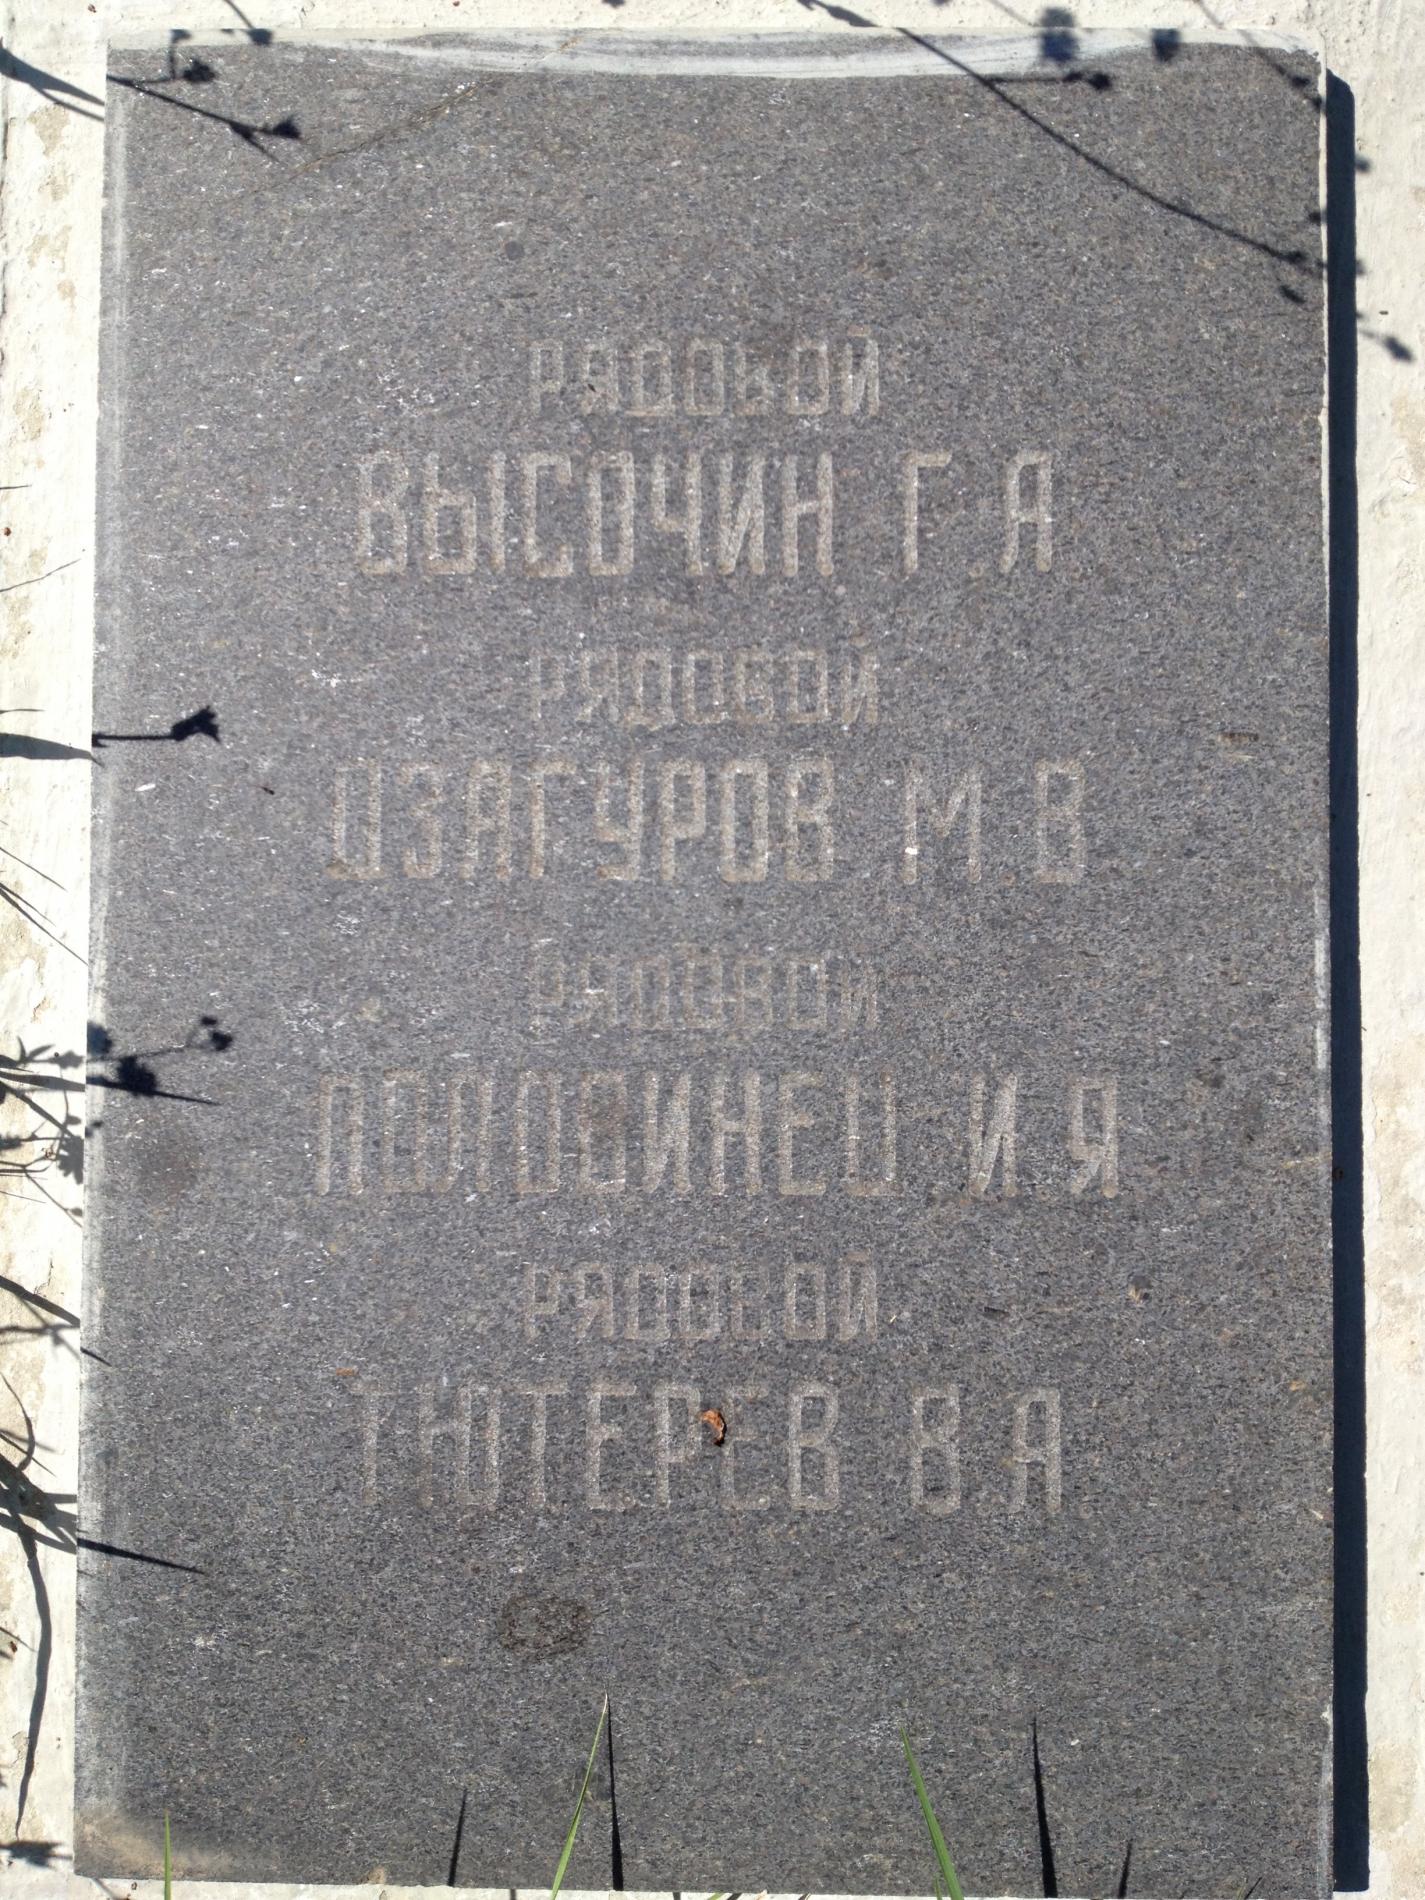 РЯДОВОЙ
ВЫСОЧИН Г. Я
РЯДОВОЙ
ДЗАГУРОВ М В
РЯДОВОЙ
ПОЛОВИНЕЦ И Я
РЯДОВОЙ
ТЮТЕРЕВ В. Я.